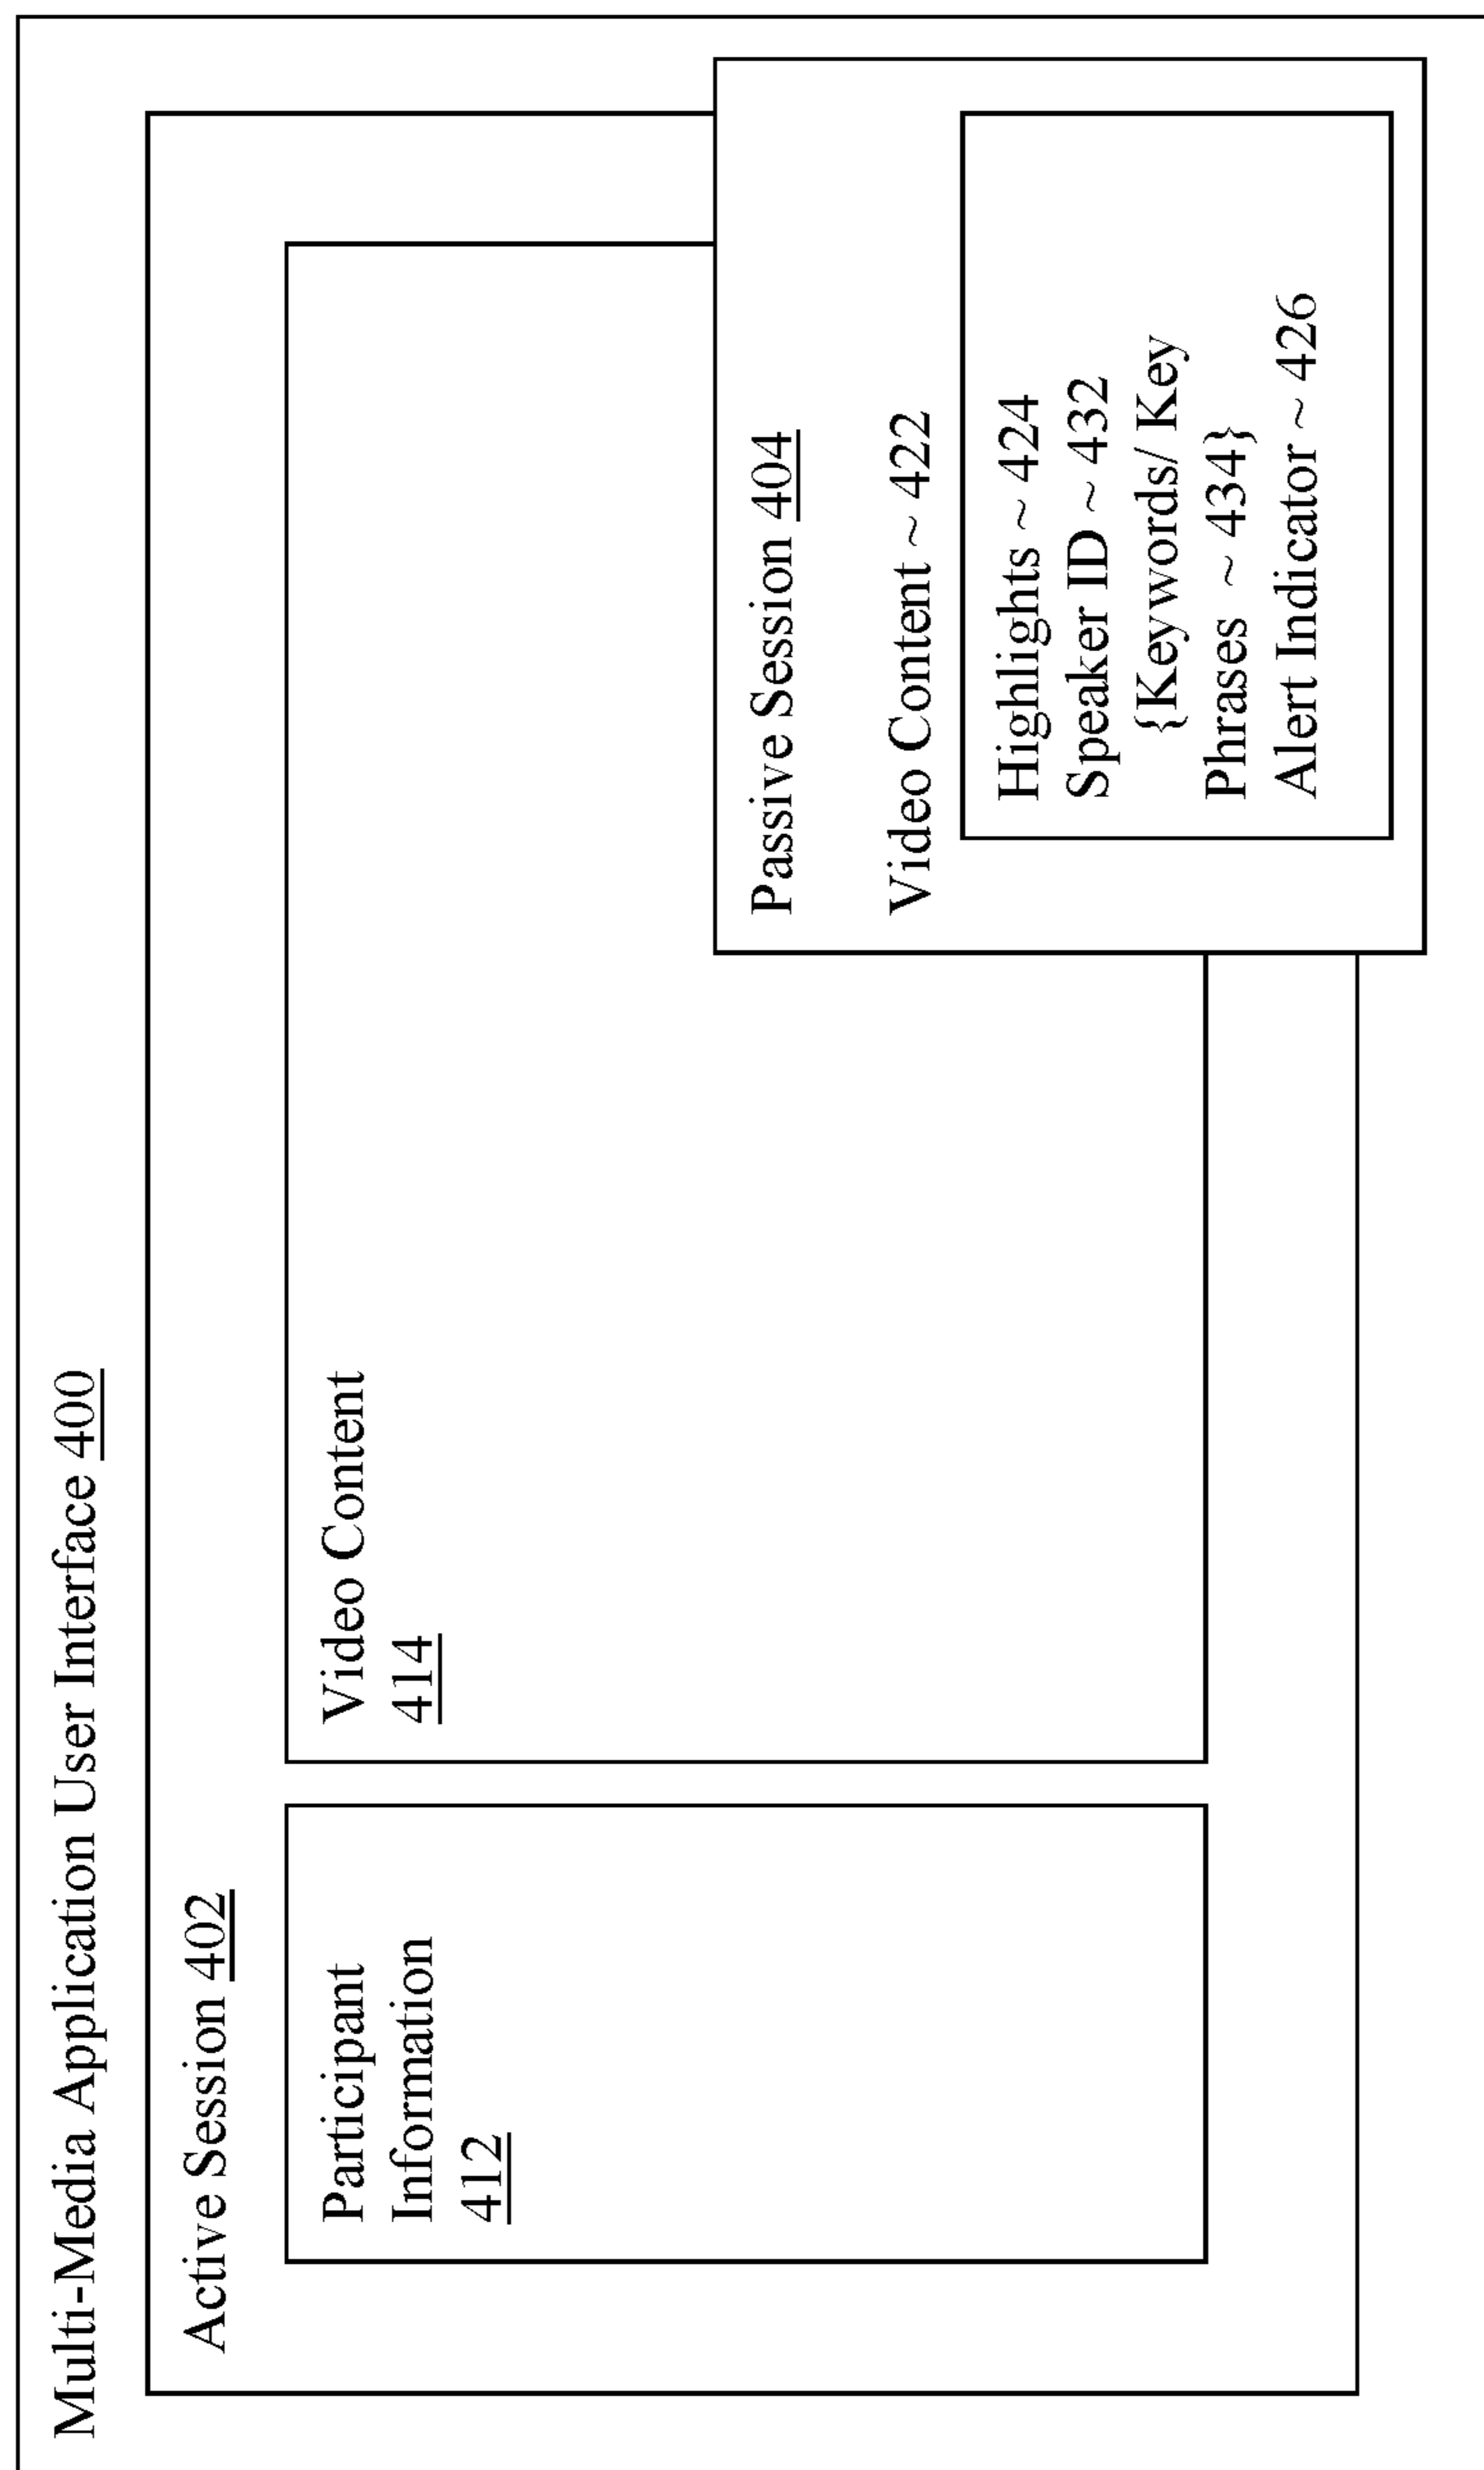 Multi-Media Application User Interface 400
Active Session 402
Participant
Information
412
Video Content
414
Passive Session 404
Video Content ~ 422
Highlights ~ 424
Speaker ID ~ 432
{Keywords/ Key
Phrases ~ 434}
Alert Indicator ~ 426